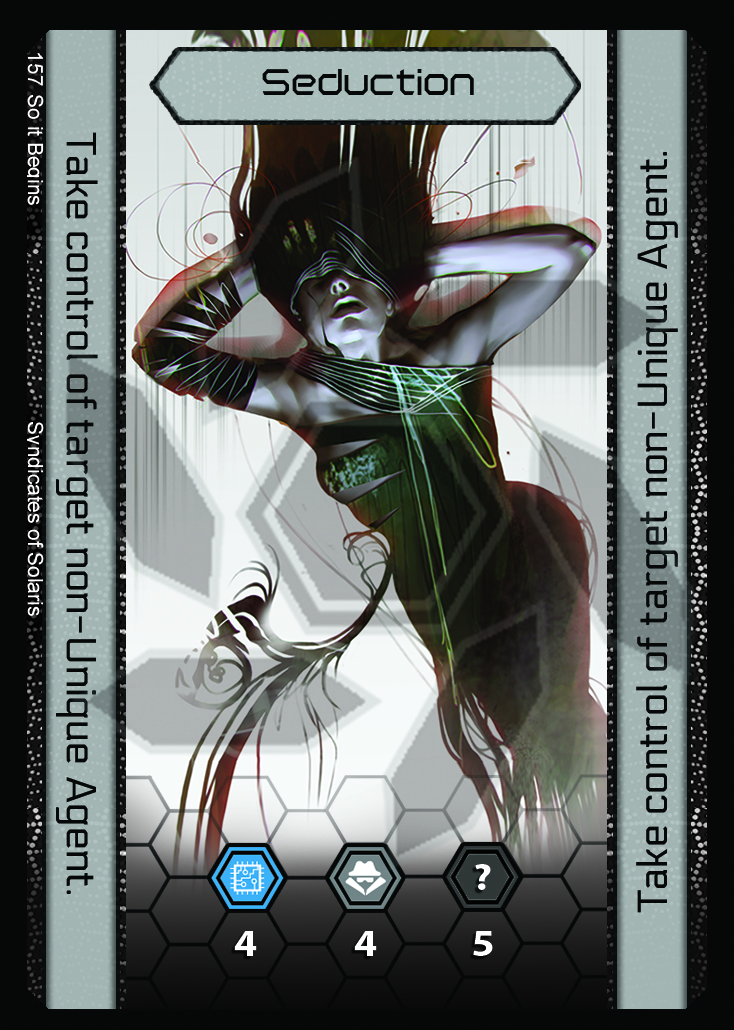 Seduction
157 So it Begins
Syndicates of Solaris
Take control of target non-Unique Agent.
Take control of target non-Unique Agent.
?
4 4 5